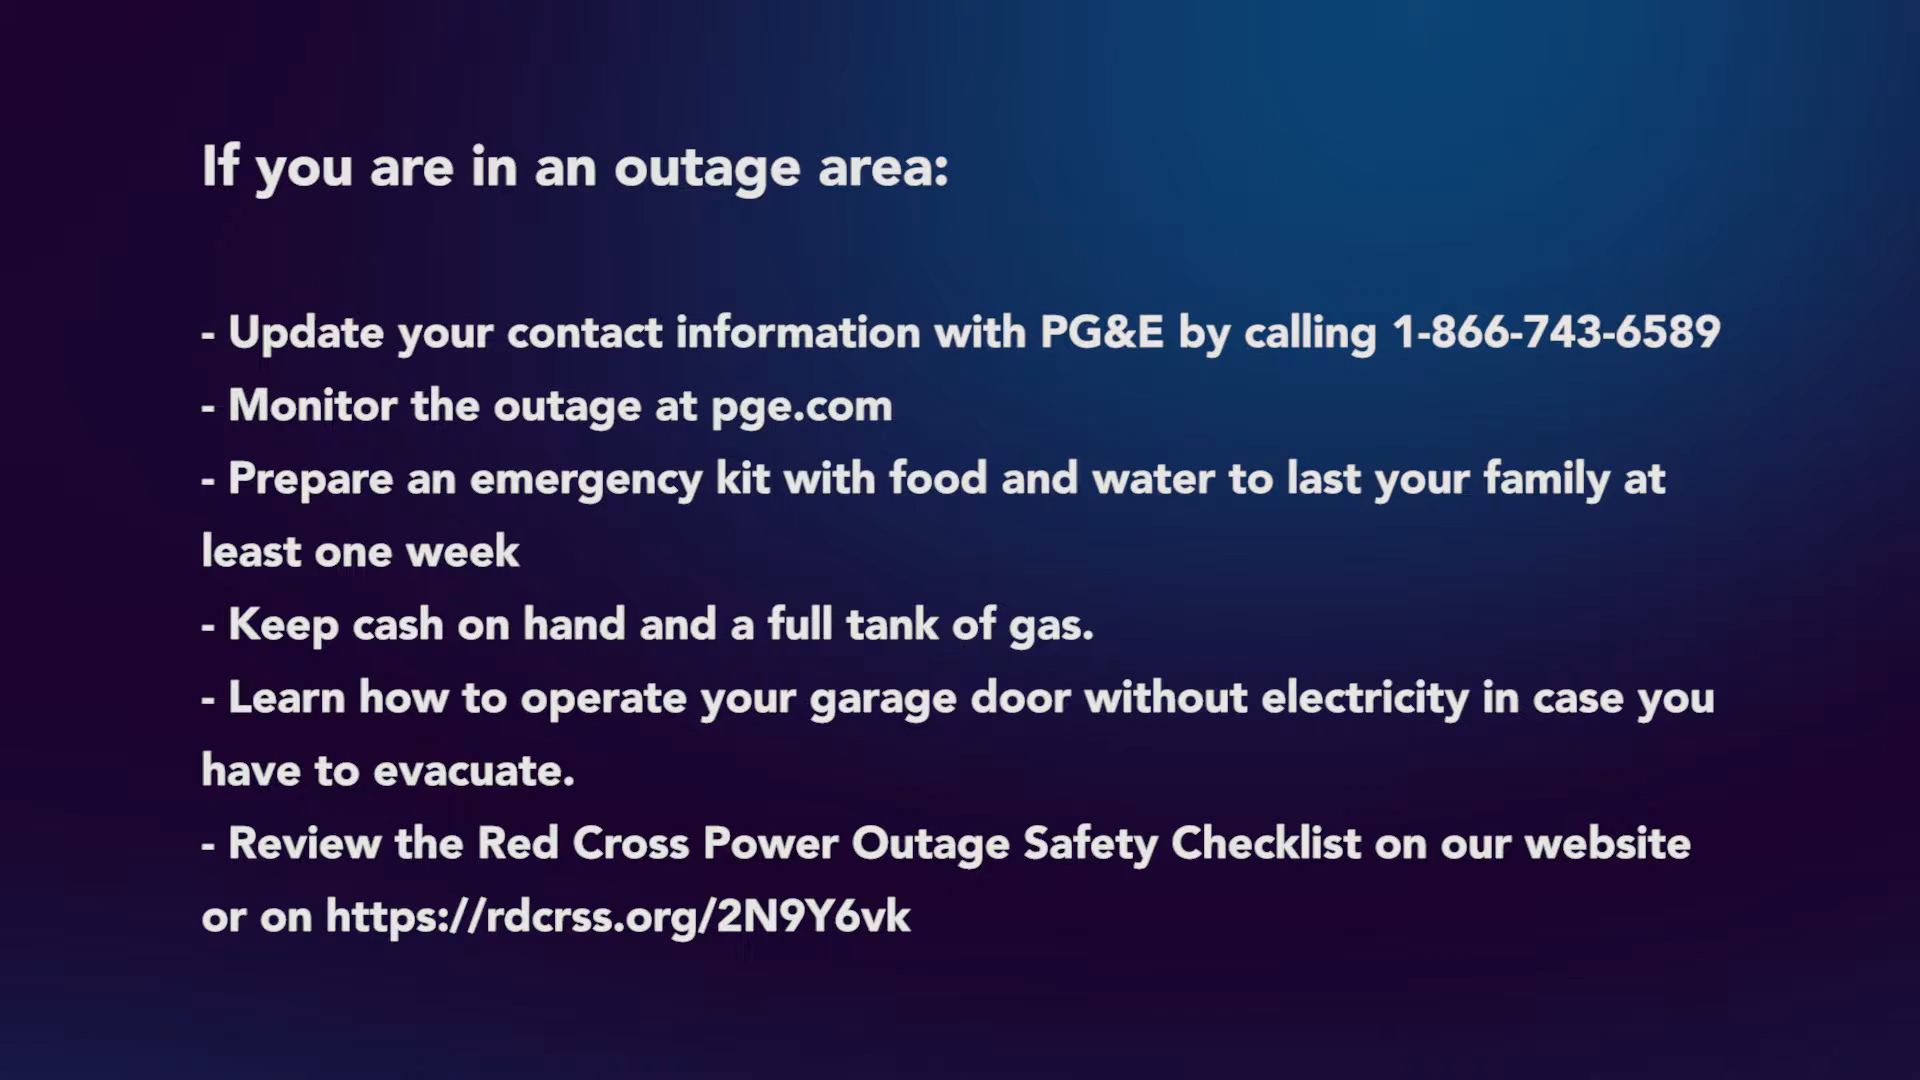 If you are in an outage area:
- Update your contact information with PG&E by calling 1-866-743-6589
- Monitor the outage at pge.com
- Prepare an emergency kit with food and water to last your family at
least one week
- Keep cash on hand and a full tank of gas.
- Learn how to operate your garage door without electricity in case you
have to evacuate.
- Review the Red Cross Power Outage Safety Checklist on our website
or on https://rdcrss.org/2N9Y6vk